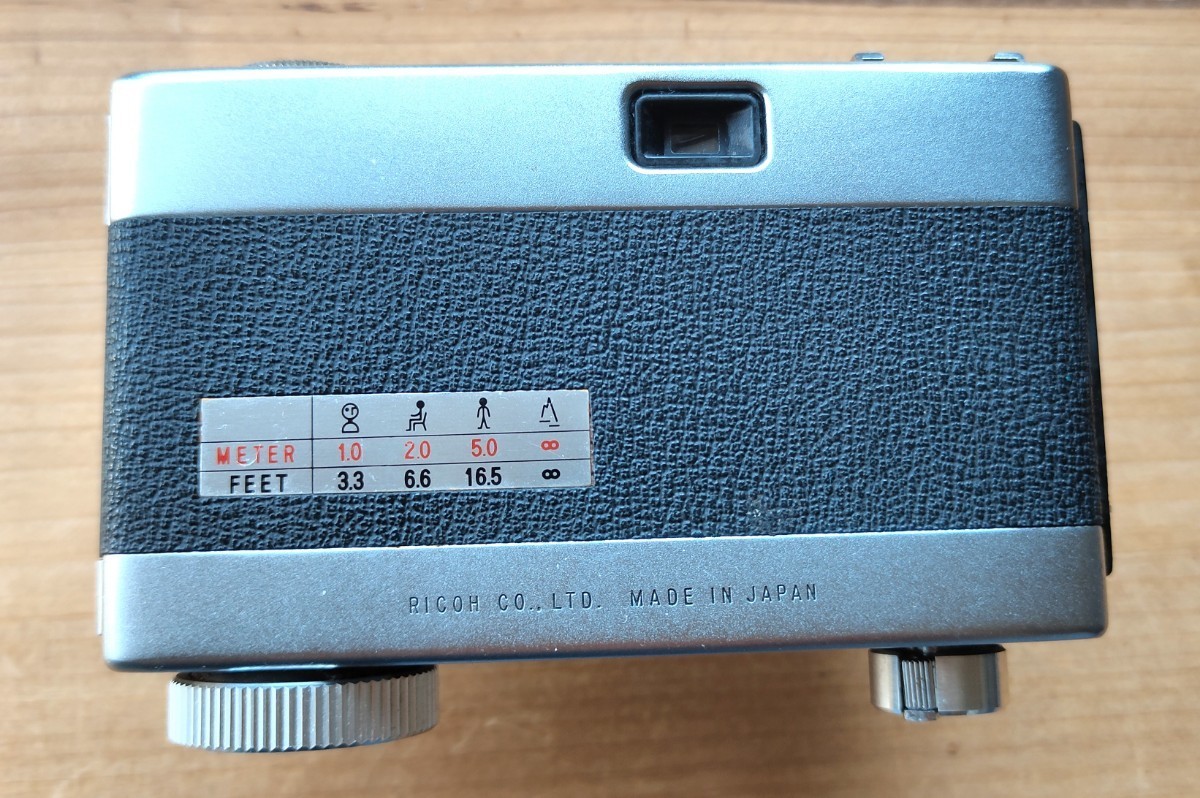 METER 1.0 2.0 5.0 ∞
FEET 3.3 6.6 16.5 ∞
RICOH CO., LTD. MADE IN JAPAN